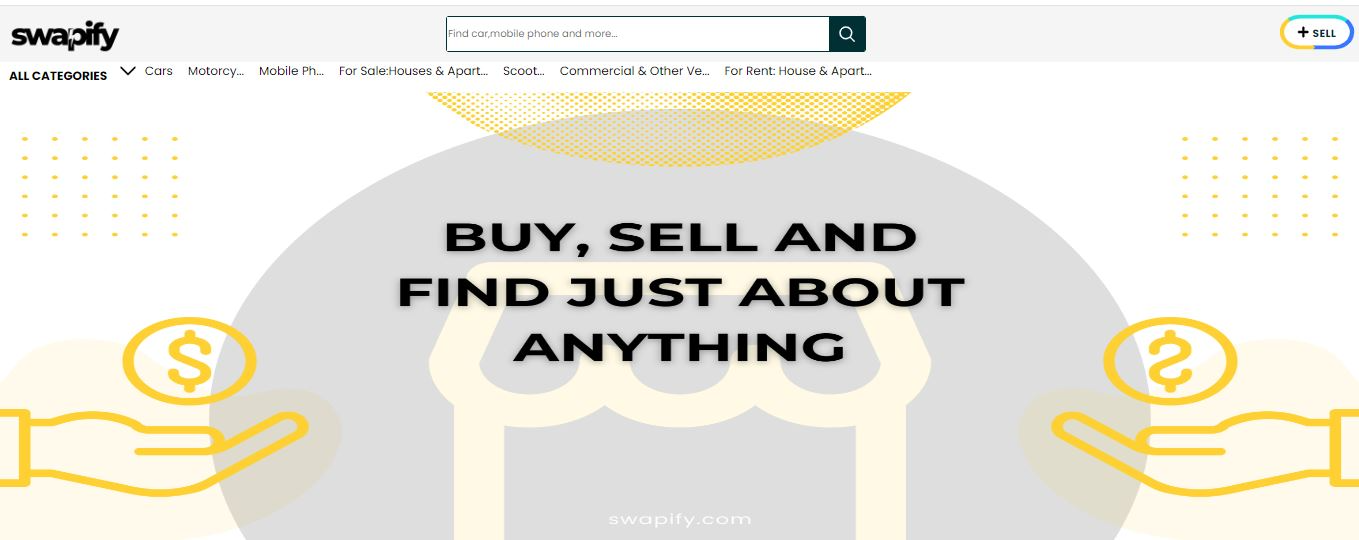 swapify
Find car,mobile phone and more...
+ SELL
ALL CATEGORIES Cars Motorcy... Mobile Ph... For Sale:Houses & Apart... Scoot... Commercial & Other Ve... For Rent: House & Apart...
BUY, SELL AND
FIND JUST ABOUT
ANYTHING
swapify.com